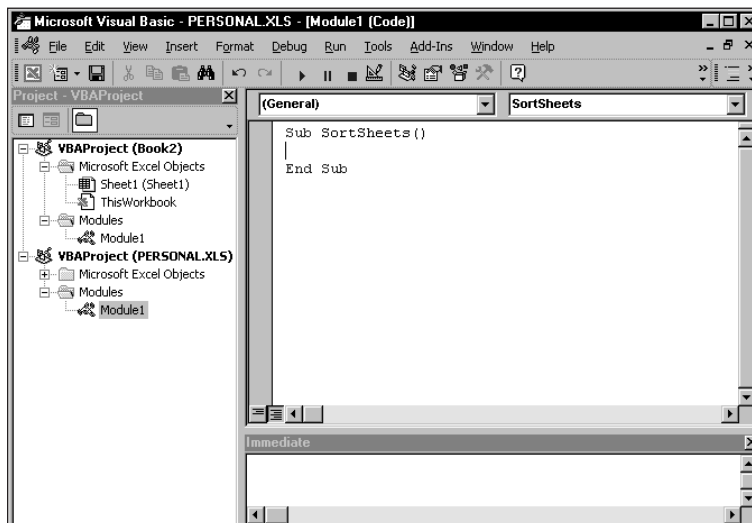 Microsoft Visual Basic - PERSONAL.XLS - [Module1 (Code)]
File Edit View Insert Format Debug Run Tools Add-Ins Window Help
Project - VBAProject
VBAProject (Book2)
Microsoft Excel Objects
Sheet1 (Sheet1)
ThisWorkbook
Modules
Module1
VBAProject (PERSONAL.XLS)
Microsoft Excel Objects
Modules
Module1
(General)
SortSheets
Sub SortSheets()
End Sub
Immediate